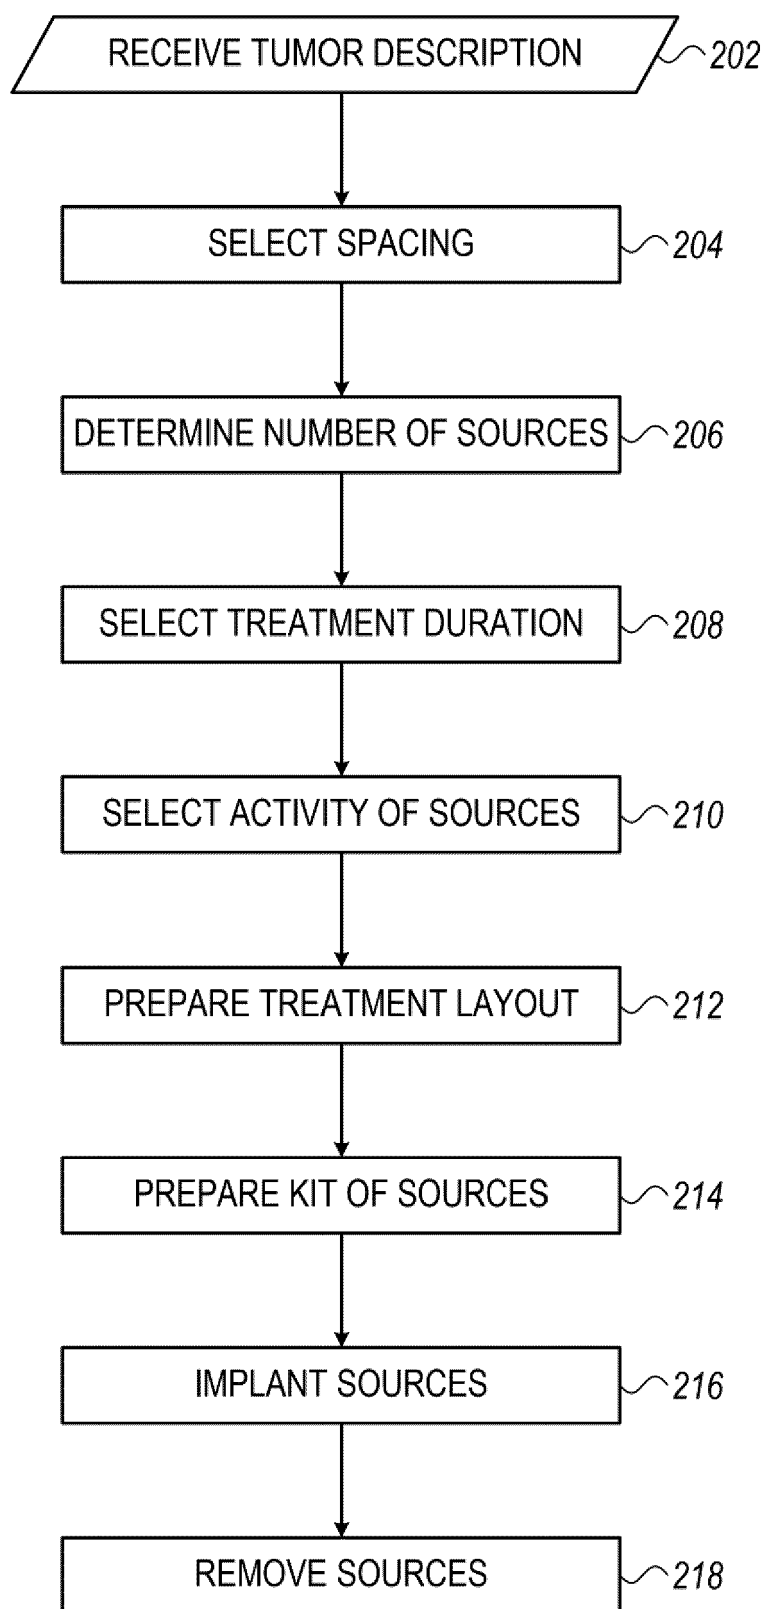 RECEIVE TUMOR DESCRIPTION 202
SELECT SPACING 204
DETERMINE NUMBER OF SOURCES 206
SELECT TREATMENT DURATION 208
SELECT ACTIVITY OF SOURCES 210
PREPARE TREATMENT LAYOUT 212
PREPARE KIT OF SOURCES 214
IMPLANT SOURCES 216
REMOVE SOURCES 218